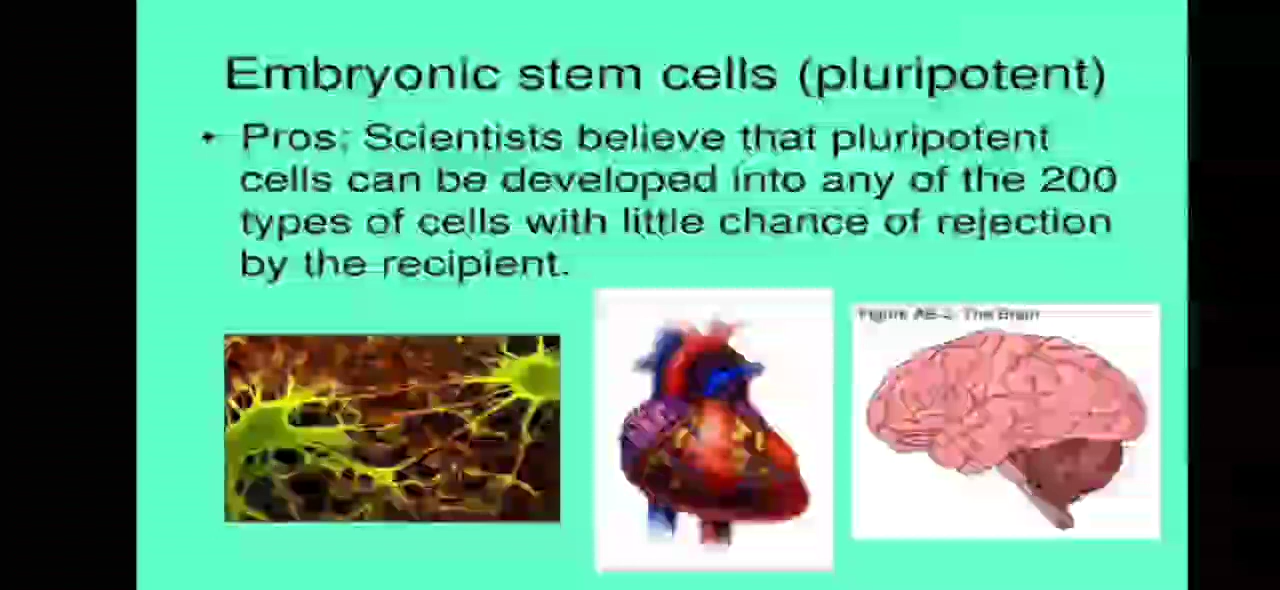 Embryonic stem cells (pluripotent)
• Pros: Scientists believe that pluripotent
cells can be developed into any of the 200
types of cells with little chance of rejection
by the recipient.
Figure The Brain